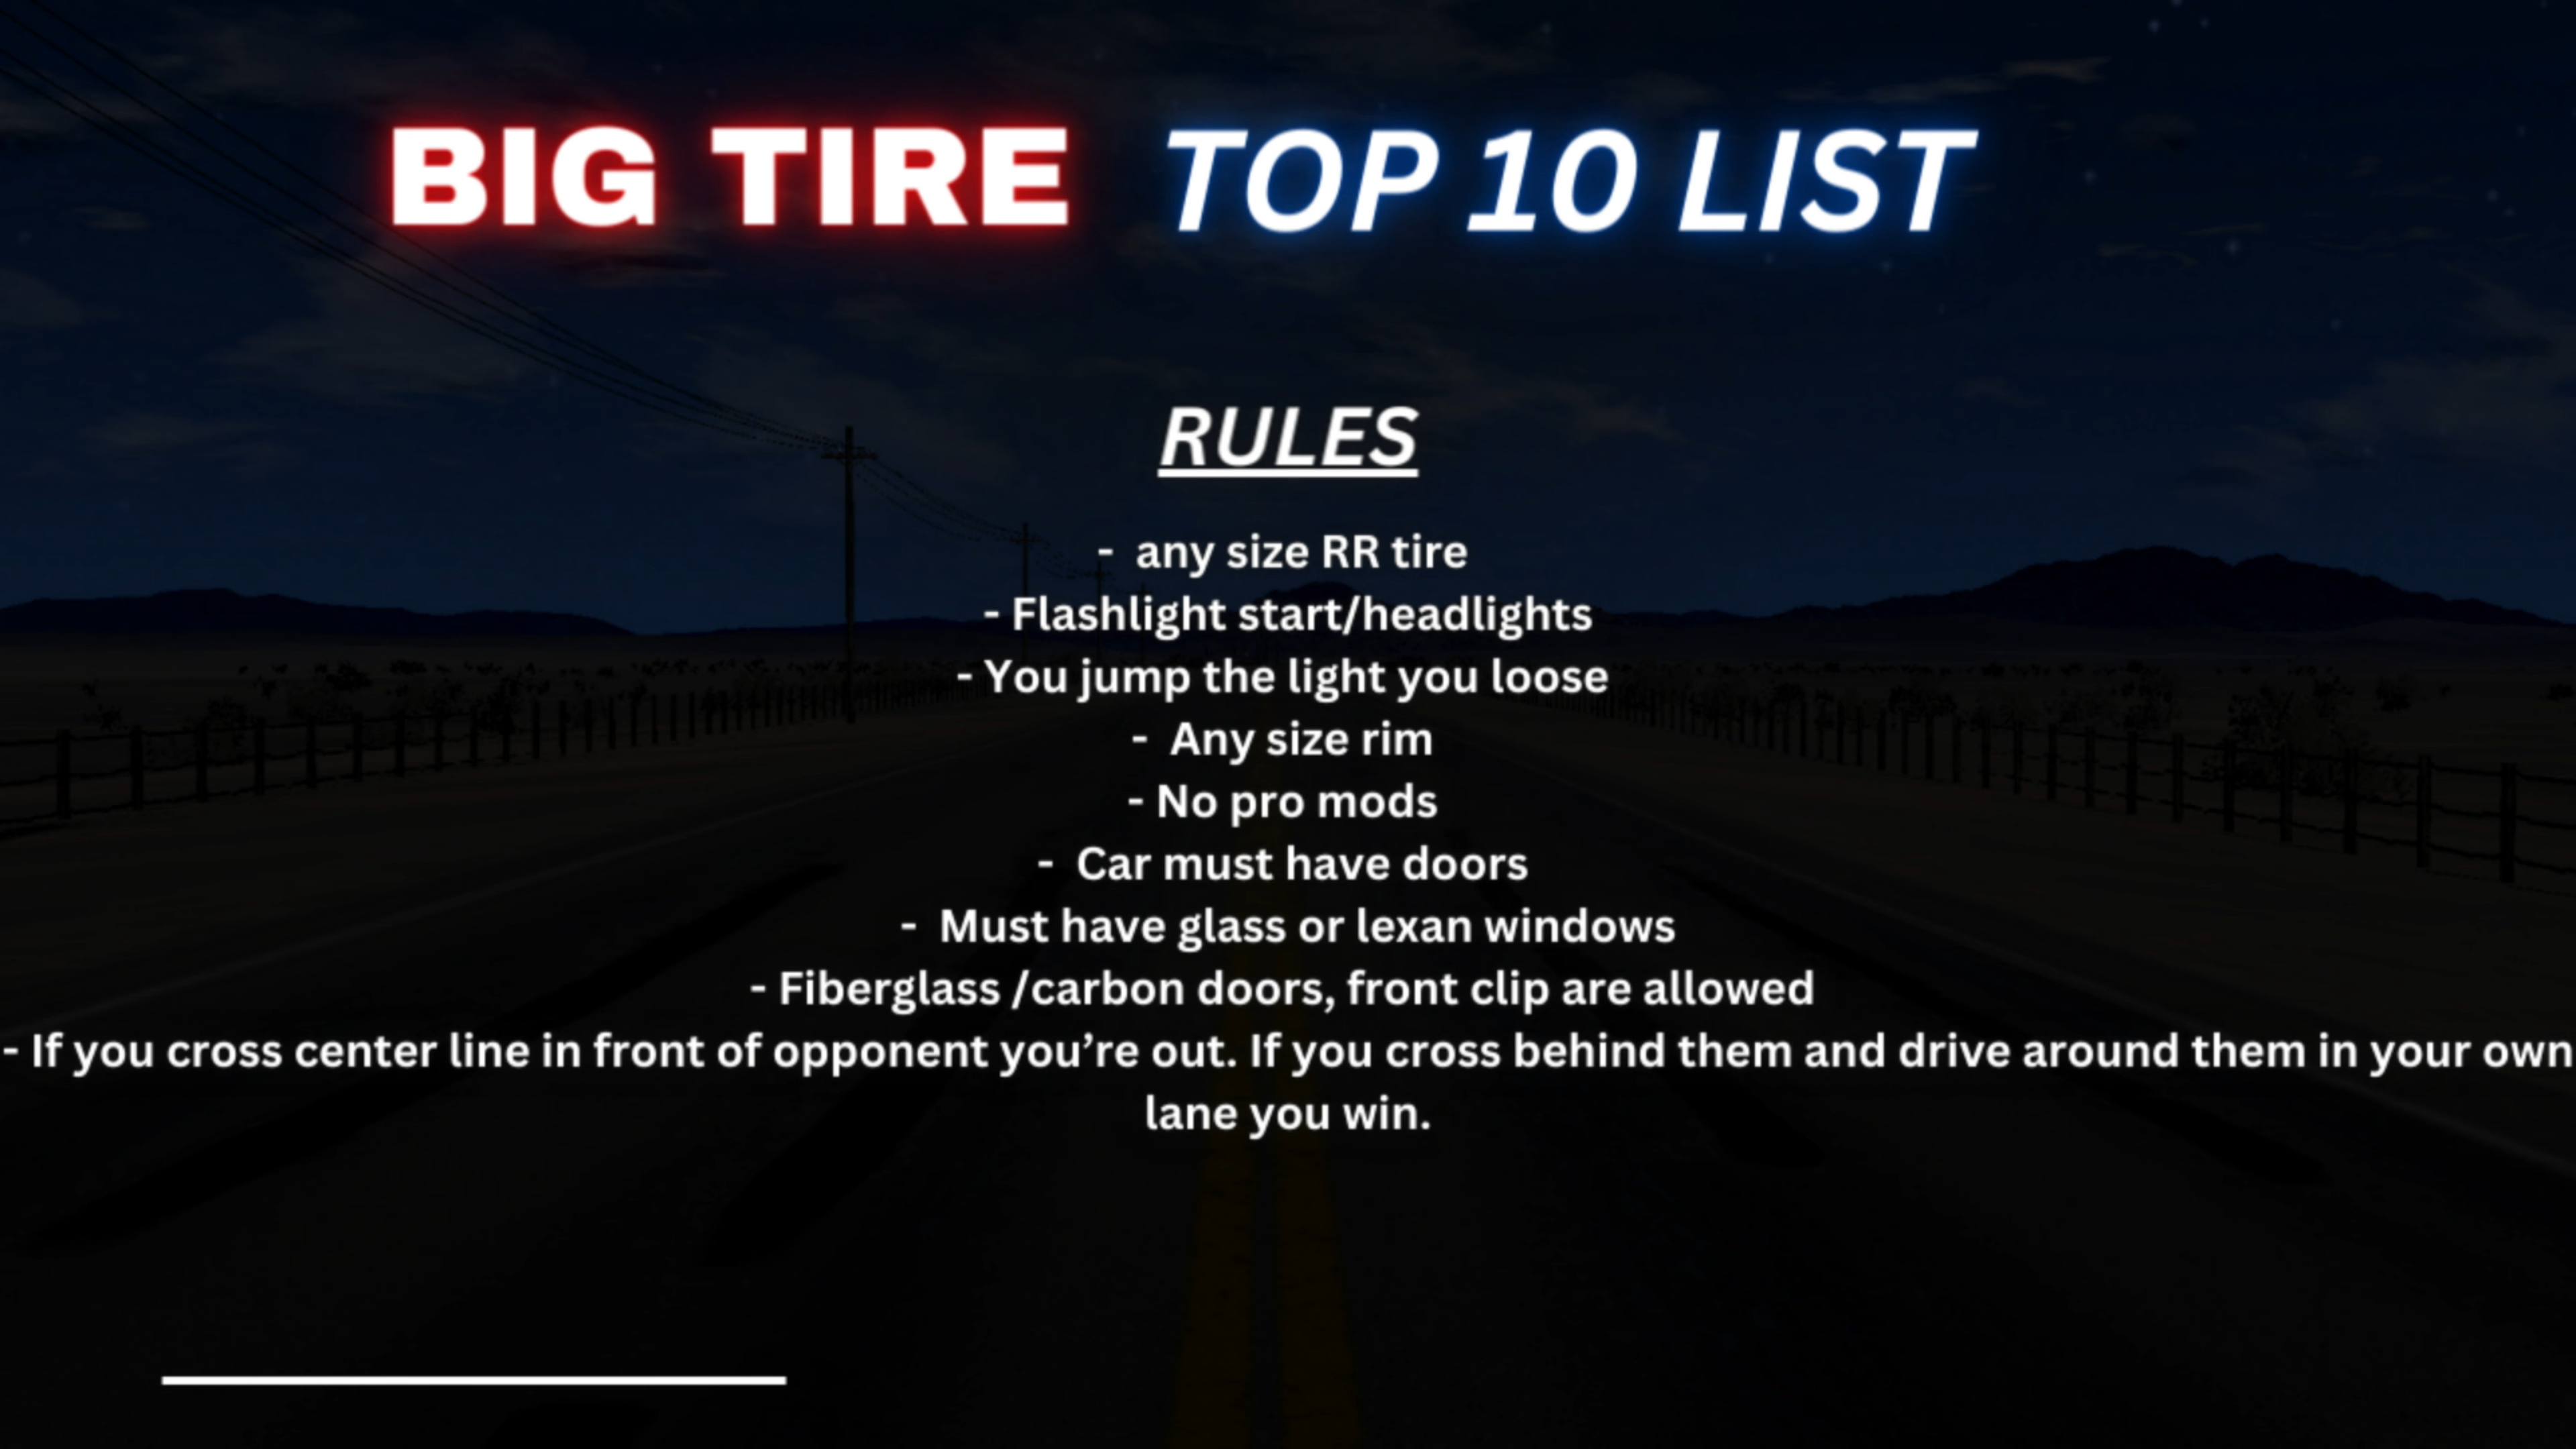 BIG TIRE TOP 10 LIST
RULES
- any size RR tire
- Flashlight start/headlights
- You jump the light you loose
- Any size rim
- No pro mods
- Car must have doors
- Must have glass or lexan windows
- Fiberglass /carbon doors, front clip are allowed
- If you cross center line in front of opponent you’re out. If you cross behind them and drive around them in your own
lane you win.